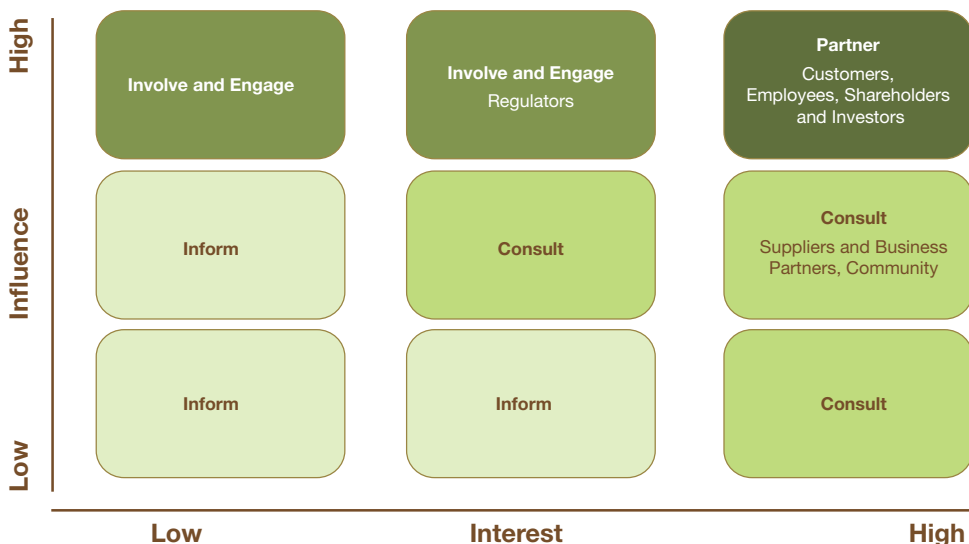 High
Involve and Engage
Involve and Engage
Regulators
Partner
Customers,
Employees, Shareholders
and Investors
Influence
Inform
Consult
Consult
Suppliers and Business
Partners, Community
Low
Inform
Inform
Consult
Low
Interest
High